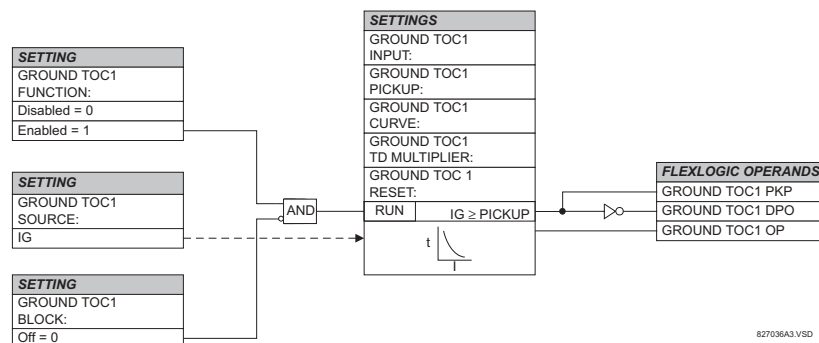 SETTING
GROUND TOC1
FUNCTION:
Disabled = 0
Enabled = 1
SETTING
GROUND TOC1
SOURCE:
IG
SETTING
GROUND TOC1
BLOCK:
Off = 0
AND
SETTINGS
GROUND TOC1
INPUT:
GROUND TOC1
PICKUP:
GROUND TOC1
CURVE:
GROUND TOC1
TD MULTIPLIER:
GROUND TOC 1
RESET:
RUN
IG ≥ PICKUP
t
I
FLEXLOGIC OPERANDS
GROUND TOC1 PKP
GROUND TOC1 DPO
GROUND TOC1 OP
827036A3.VSD